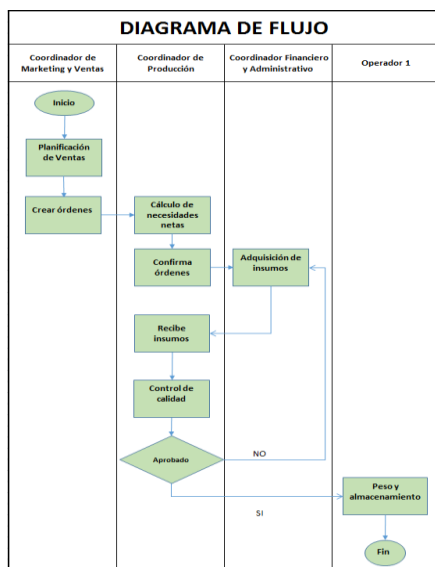 DIAGRAMA DE FLUJO
Coordinador de
Marketing y Ventas
Coordinador de
Producción
Coordinador Financiero
y Administrativo
Operador 1
Inicio
Planificación
de Ventas
Crear órdenes
Cálculo de
necesidades
netas
Confirma
órdenes
Adquisición de
insumos
Recibe
insumos
Control de
calidad
Aprobado
NO
SI
Peso y
almacenamiento
Fin